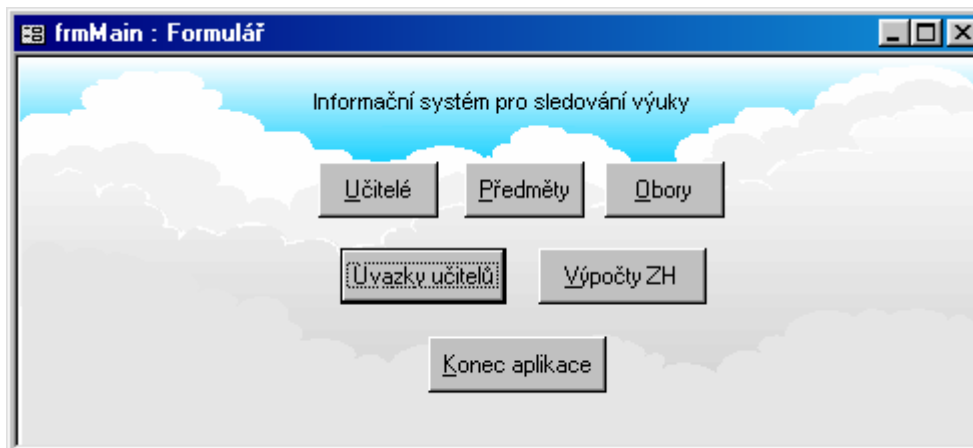 frmMain : Formulář
Informační systém pro sledování výuky
Učitelé Předměty Obory
Úvazky učitelů Výpočty ZH
Konec aplikace